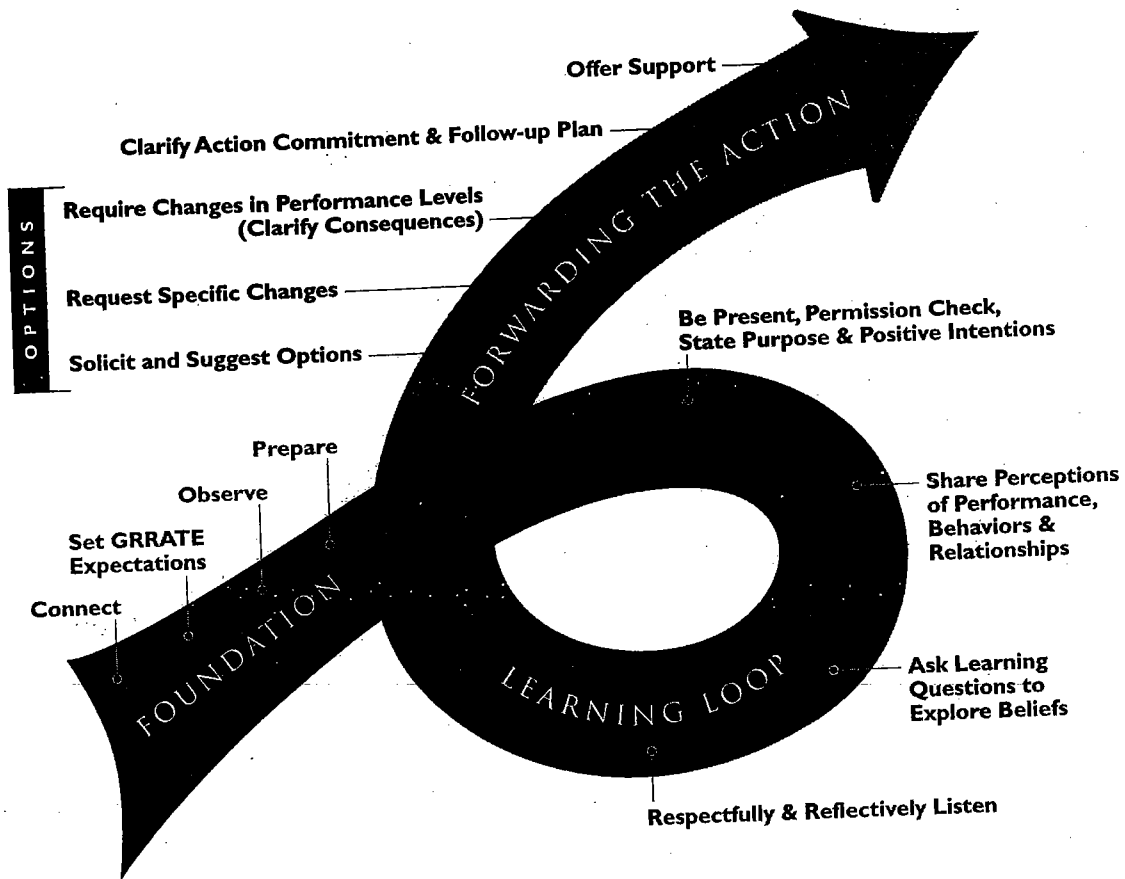 Offer Support
Clarify Action Commitment & Follow-up Plan
OPTIONS
Require Changes in Performance Levels
(Clarify Consequences)
Request Specific Changes
Solicit and Suggest Options
FORWARDING THE ACTION
Be Present, Permission Check,
State Purpose & Positive Intentions
Share Perceptions
of Performance,
Behaviors &
Relationships
Ask Learning
Questions to
Explore Beliefs
Respectfully & Reflectively Listen
LEARNING LOOP
Prepare
Observe
Set GRRATE
Expectations
Connect
FOUNDATION